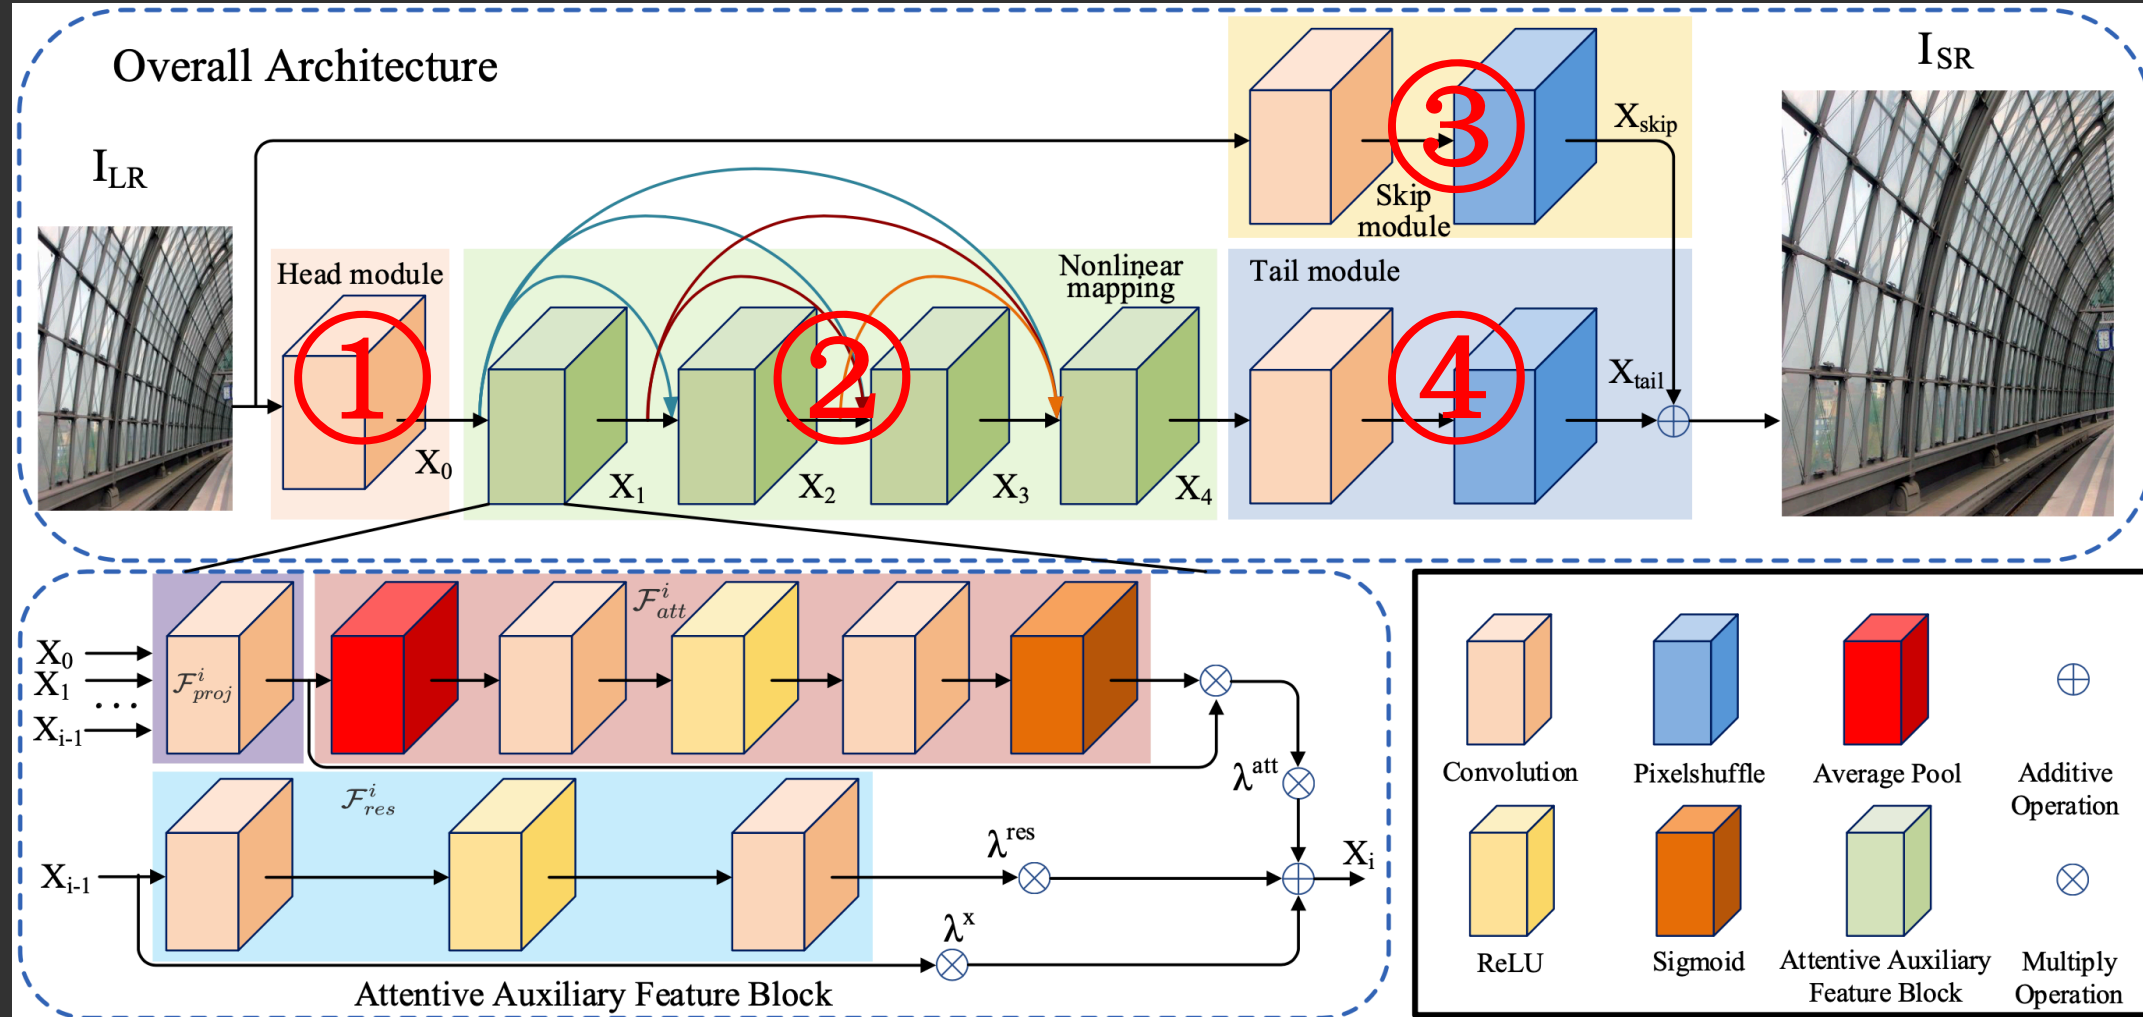 Overall Architecture
I_LR
I_SR
Head module
①
X_0
Nonlinear
mapping
②
X_1
X_2
X_3
X_4
③
Skip
module
X_skip
Tail module
④
X_tail
F^i_proj
F^i_att
X_0
X_1
...
X_i-1
λ^att
F^i_res
X_i-1
λ^res
λ^x
X_i
Attentive Auxiliary Feature Block
Convolution
Pixelshuffle
Average Pool
Additive
Operation
ReLU
Sigmoid
Attentive Auxiliary
Feature Block
Multiply
Operation